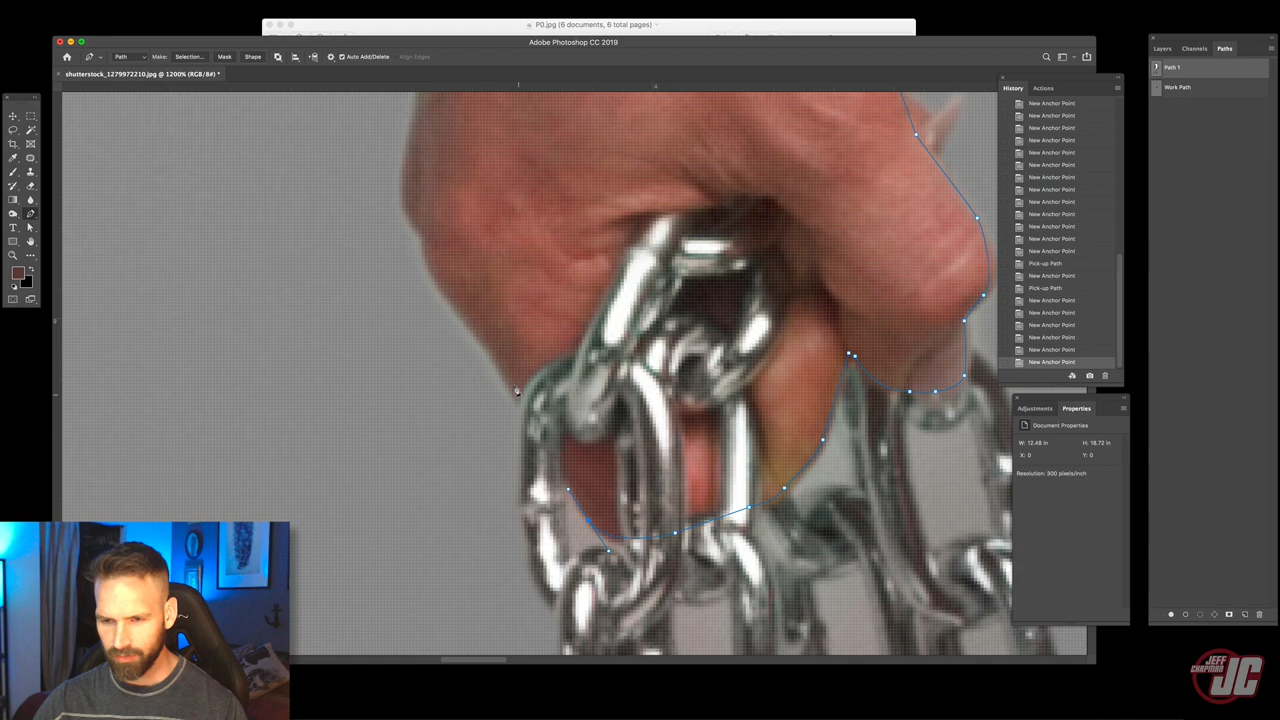 P0.jpg (6 documents, 6 total pages)
Adobe Photoshop CC 2019
Path Make: Selection... Mask Shape Auto Add/Delete Align Edges
shutterstock_1279972210.jpg @ 1200% (RGB/8#) *
4
Layers Channels Paths
Path 1
Work Path
History Actions
New Anchor Point
New Anchor Point
New Anchor Point
New Anchor Point
New Anchor Point
New Anchor Point
New Anchor Point
New Anchor Point
New Anchor Point
New Anchor Point
New Anchor Point
New Anchor Point
New Anchor Point
Pick-up Path
New Anchor Point
Pick-up Path
New Anchor Point
New Anchor Point
New Anchor Point
New Anchor Point
New Anchor Point
New Anchor Point
Adjustments Properties
Document Properties
W: 12.48 in H: 18.72 in
X: 0 Y: 0
Resolution: 300 pixels/inch
JEFF
CHAPMAN
JC